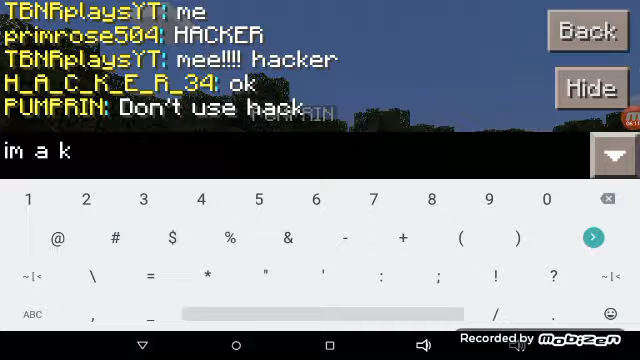 TBNRplaysYT: me
primrose504: HACKER
TBNRplaysYT: mee!!!! hacker
H_A_C_K_E_R_34: ok
PUMPRIN: Don't use hack
PUMPRIN
Back
Hide
im a k
1 2 3 4 5 6 7 8 9 0
@ # $ % & - + ( )
~[< \ = * " ' : ; ! ? ~[<
ABC , _ / .
Recorded by mobizen